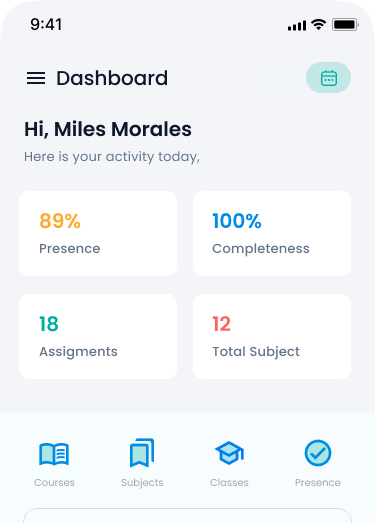 9:41
Dashboard
Hi, Miles Morales
Here is your activity today,
89% 100%
Presence Completeness
18 12
Assigments Total Subject
Courses Subjects Classes Presence